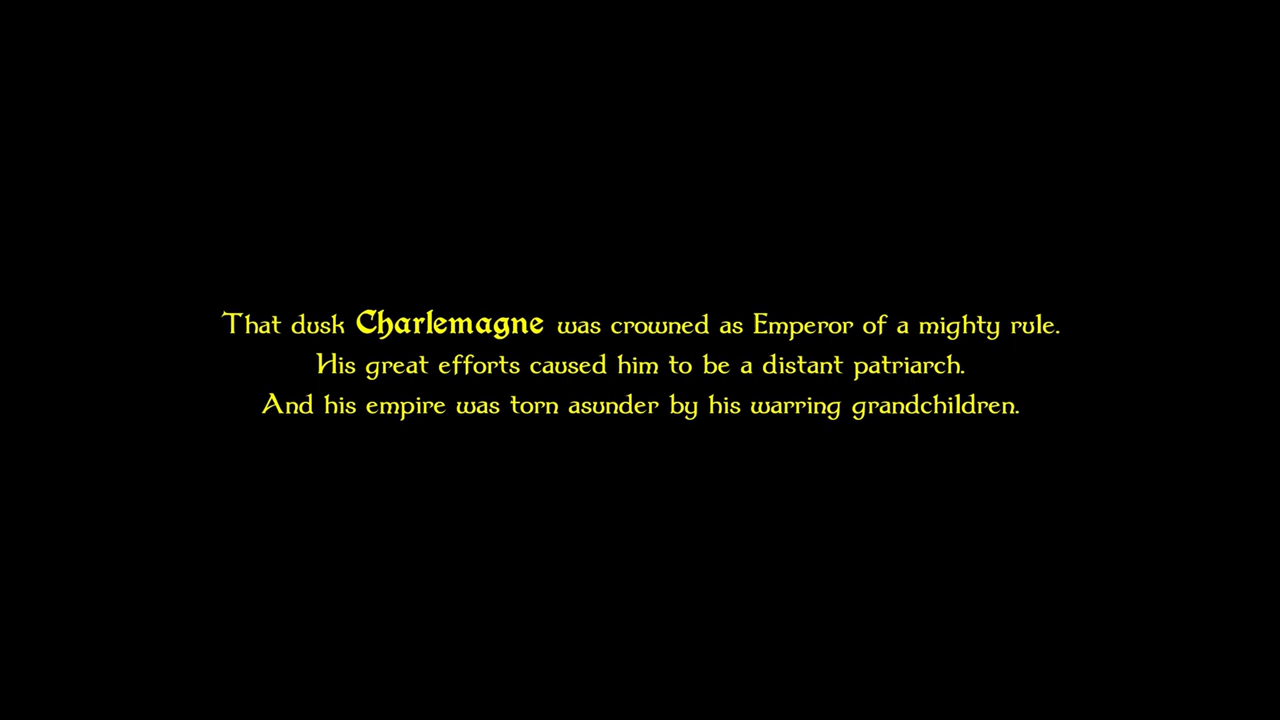 That dusk Charlemagne was crowned as Emperor of a mighty rule.
His great efforts caused him to be a distant patriarch.
And his empire was torn asunder by his warring grandchildren.